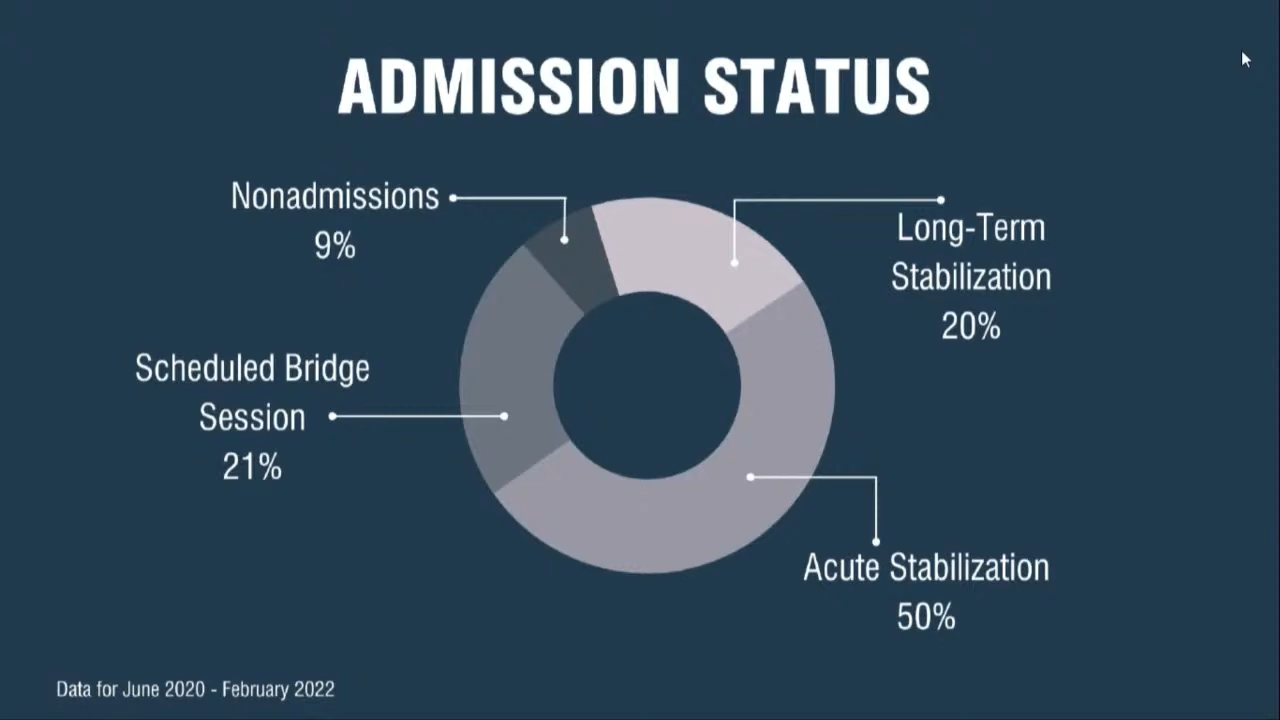 ADMISSION STATUS
Nonadmissions
9%
Long-Term
Stabilization
20%
Scheduled Bridge
Session
21%
Acute Stabilization
50%
Data for June 2020 - February 2022